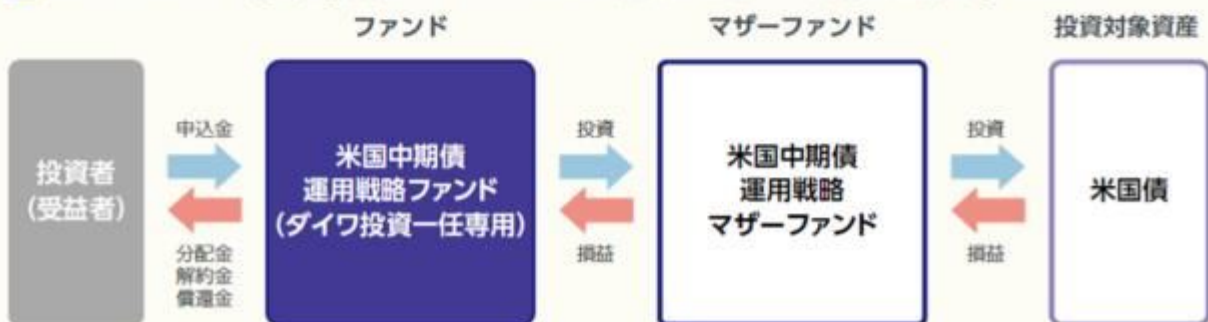 ファンド
マザーファンド
投資対象資産
投資者
(受益者)
申込金
分配金
解約金
償還金
米国中期債
運用戦略ファンド
(ダイワ投資一任専用)
投資
損益
米国中期債
運用戦略
マザーファンド
投資
損益
米国債